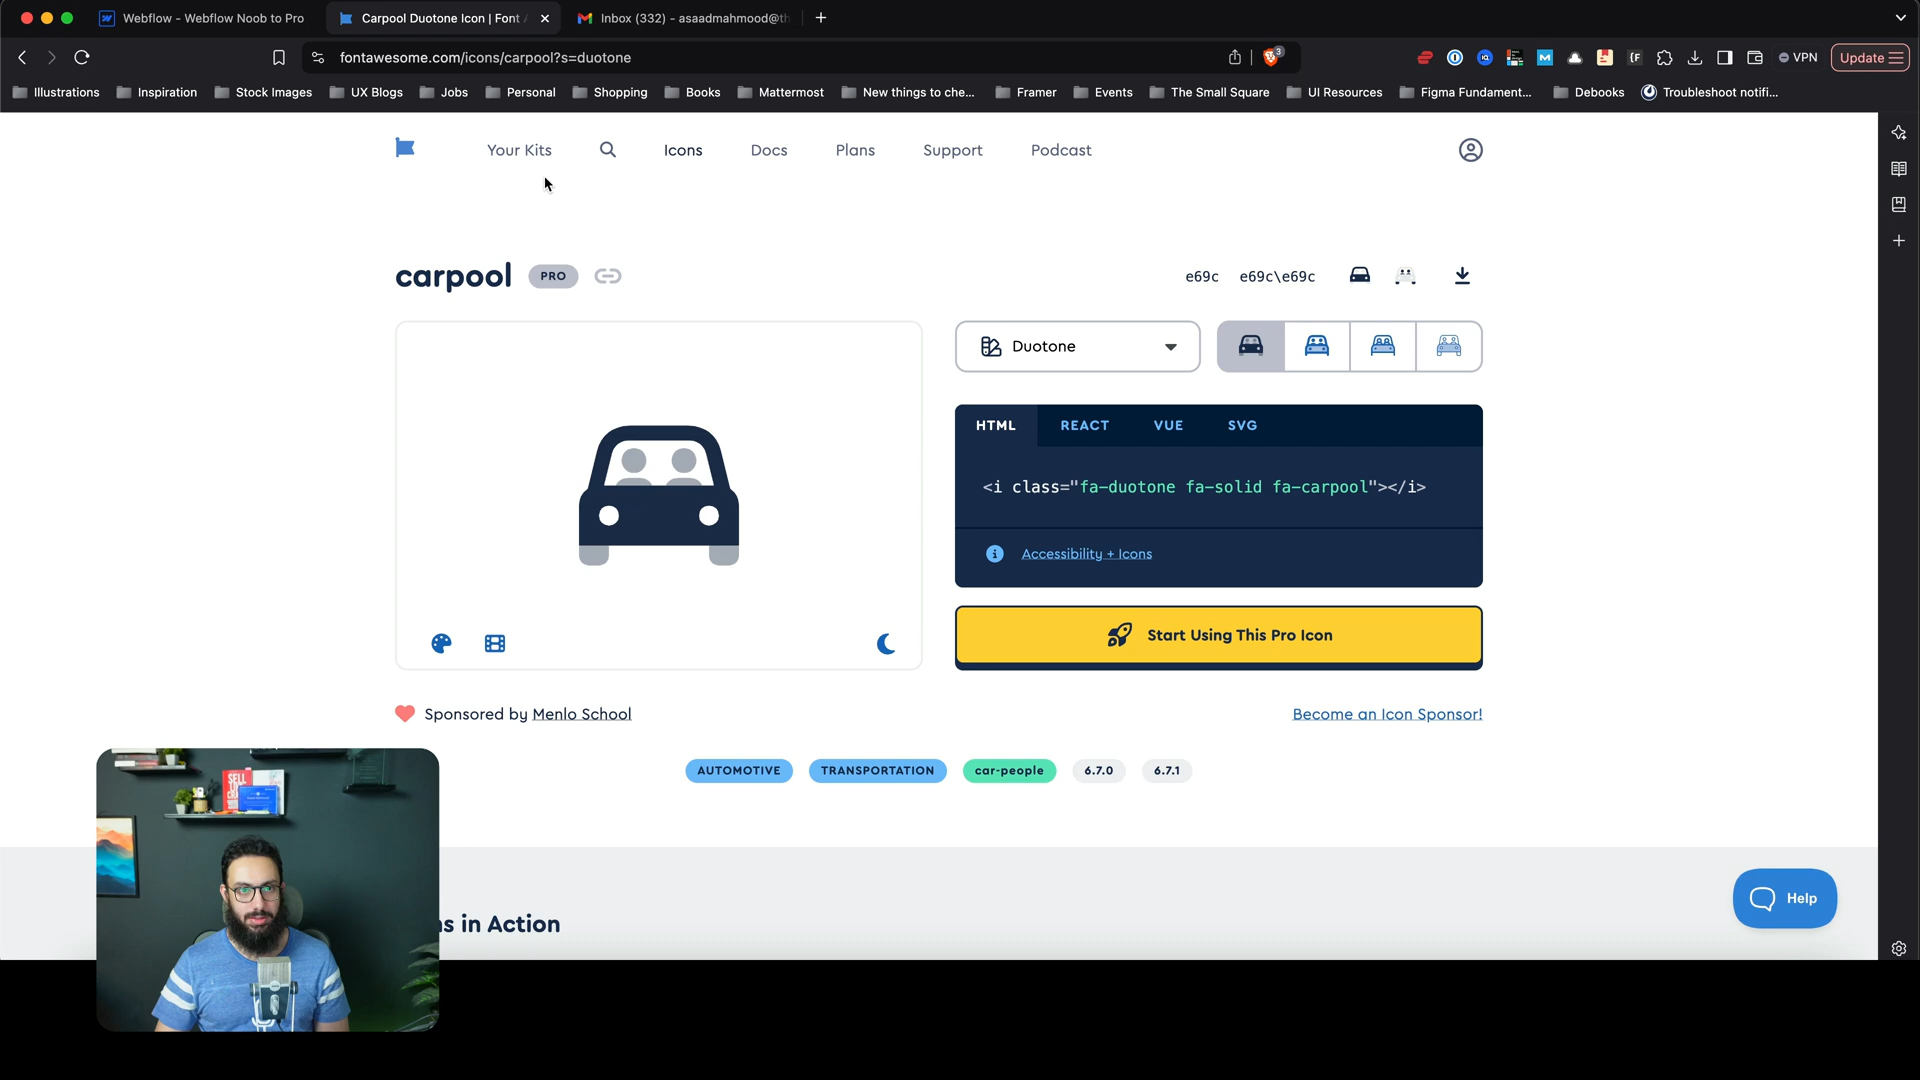 Webflow - Webflow Noob to Pro
Carpool Duotone Icon | Font
Inbox (332) - asaadmahmood@th
fontawesome.com/icons/carpool?s=duotone
3
VPN
Update
Illustrations
Inspiration
Stock Images
UX Blogs
Jobs
Personal
Shopping
Books
Mattermost
New things to che...
Framer
Events
The Small Square
UI Resources
Figma Fundament...
Debooks
Troubleshoot notifi...
Your Kits
Icons
Docs
Plans
Support
Podcast
carpool
PRO
e69c
e69c\e69c
Duotone
HTML
REACT
VUE
SVG
<i class="fa-duotone fa-solid fa-carpool"></i>
Accessibility + Icons
Start Using This Pro Icon
Sponsored by Menlo School
Become an Icon Sponsor!
AUTOMOTIVE
TRANSPORTATION
car-people
6.7.0
6.7.1
SELL
s in Action
Help